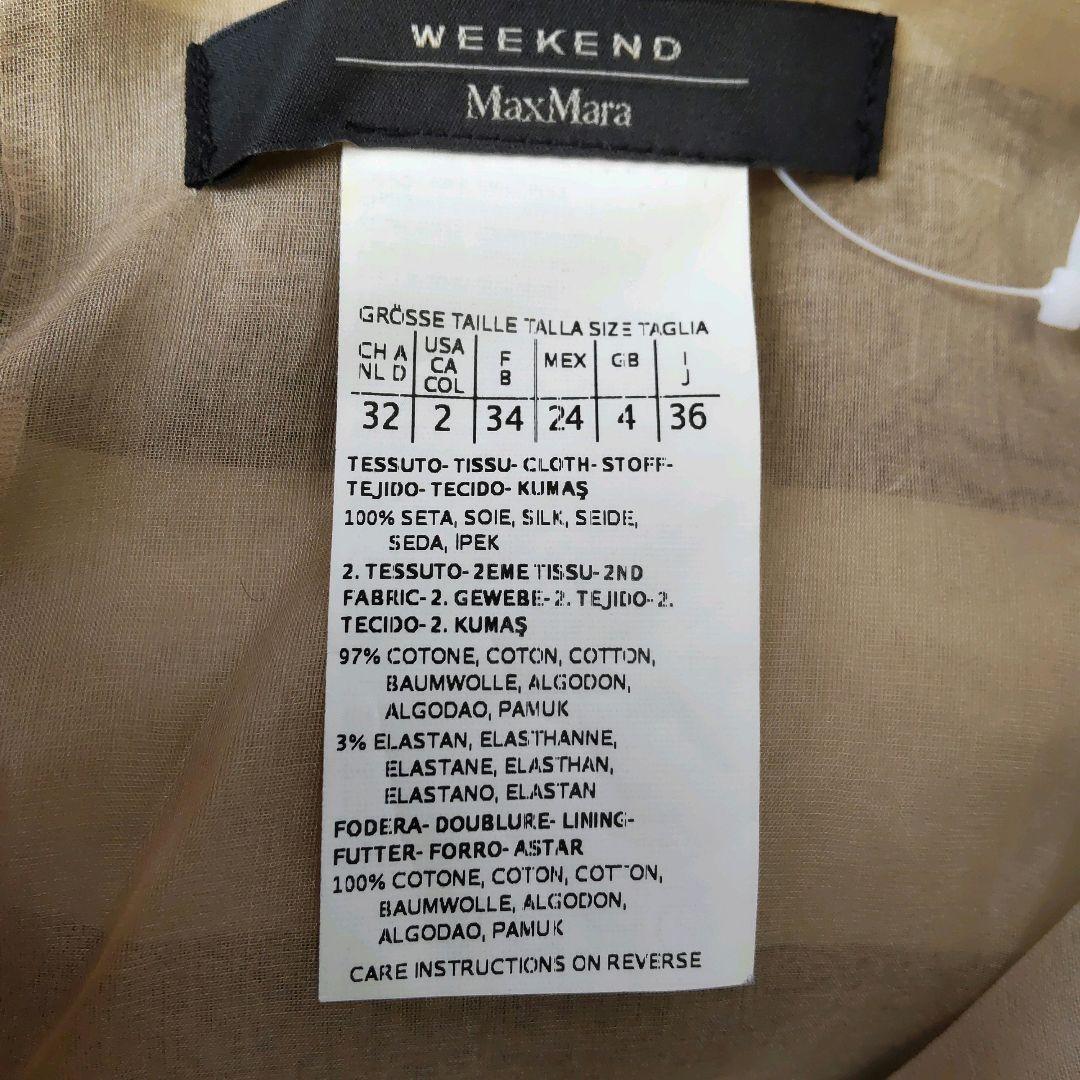 WEEKEND
MaxMara
GRÖSSE TAILLE TALLA SIZE TAGLIA
CH A NL D USA CA COL F B MEX GB I J
32 2 34 24 4 36
TESSUTO- TISSU- CLOTH- STOFF-
TEJIDO- TECIDO- KUMAŞ
100% SETA, SOIE, SILK, SEIDE,
SEDA, İPEK
2. TESSUTO- 2EME TISSU- 2ND
FABRIC- 2. GEWEBE- 2. TEJIDO- 2.
TECIDO- 2. KUMAŞ
97% COTONE, COTON, COTTON,
BAUMWOLLE, ALGODON,
ALGODAO, PAMUK
3% ELASTAN, ELASTHANNE,
ELASTANE, ELASTHAN,
ELASTANO, ELASTAN
FODERA- DOUBLURE- LINING-
FUTTER- FORRO- ASTAR
100% COTONE, COTON, COTTON,
BAUMWOLLE, ALGODON,
ALGODAO, PAMUK
CARE INSTRUCTIONS ON REVERSE